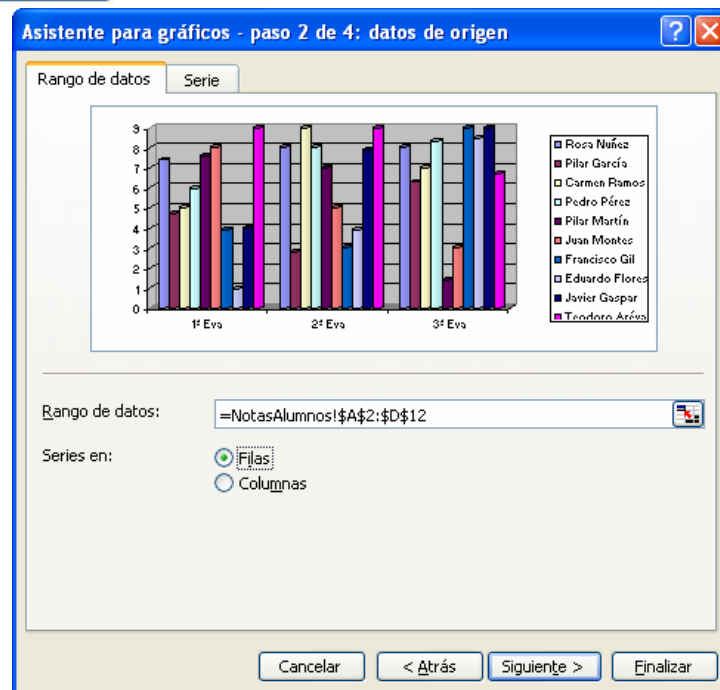 Asistente para gráficos - paso 2 de 4: datos de origen
Rango de datos
Serie
9
8
7
6
5
4
3
2
1
0
1ª Eva
2ª Eva
3ª Eva
Rosa Nuñez
Pilar García
Carmen Ramos
Pedro Pérez
Pilar Martín
Juan Montes
Francisco Gil
Eduardo Flores
Javier Gaspar
Teodoro Aréva
Rango de datos:
=NotasAlumnos!$A$2:$D$12
Series en:
Filas
Columnas
Cancelar
< Atrás
Siguiente >
Finalizar